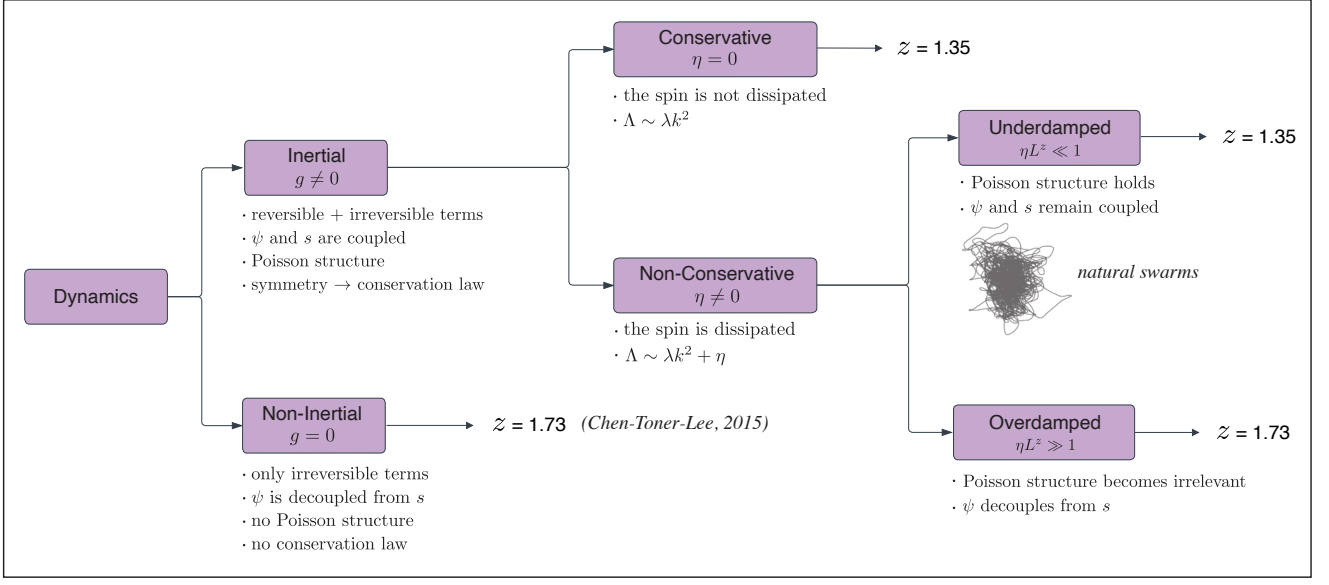 Dynamics
Inertial
g ≠ 0
· reversible + irreversible terms
· ψ and s are coupled
· Poisson structure
· symmetry → conservation law
Non-Inertial
g = 0
z = 1.73 (Chen-Toner-Lee, 2015)
· only irreversible terms
· ψ is decoupled from s
· no Poisson structure
· no conservation law
Conservative
η = 0
z = 1.35
· the spin is not dissipated
· Λ ∼ λk²
Non-Conservative
η ≠ 0
· the spin is dissipated
· Λ ∼ λk² + η
Underdamped
ηLᶻ ≪ 1
z = 1.35
· Poisson structure holds
· ψ and s remain coupled
natural swarms
Overdamped
ηLᶻ ≫ 1
z = 1.73
· Poisson structure becomes irrelevant
· ψ decouples from s